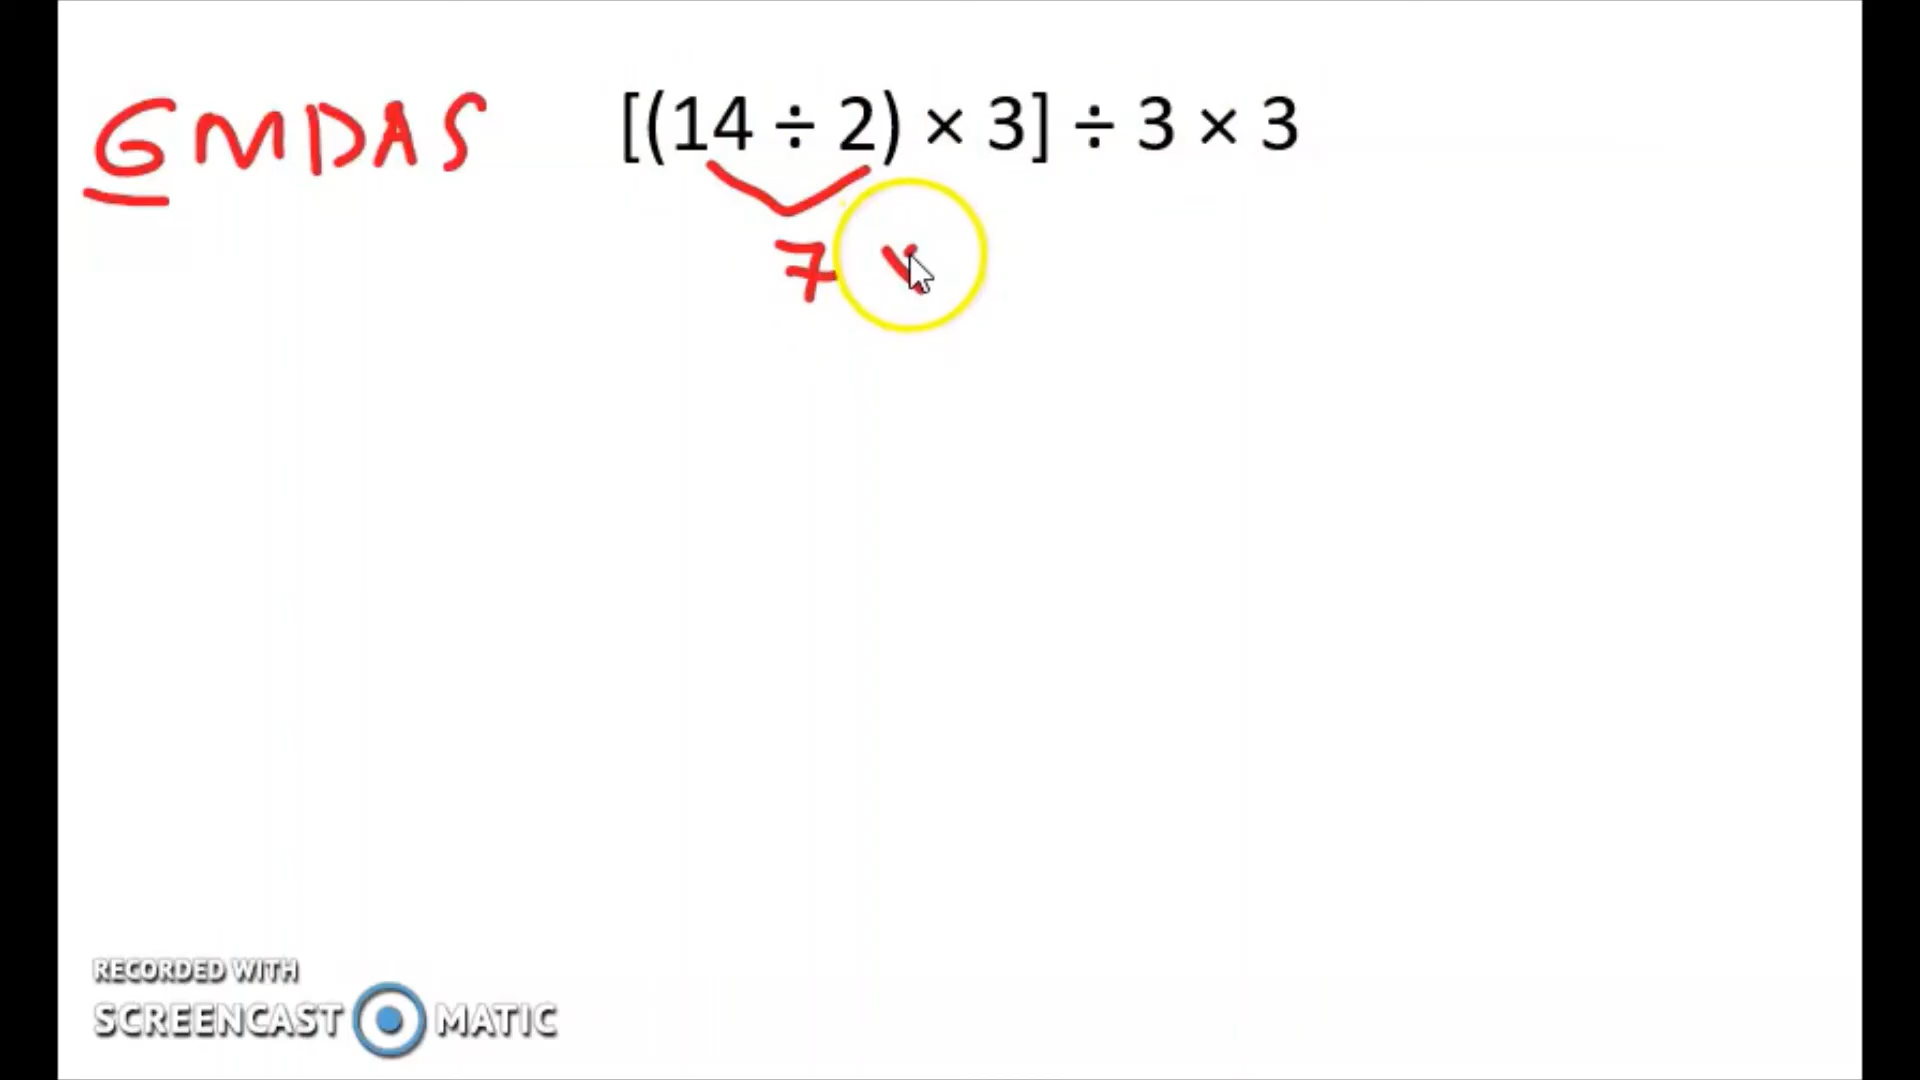 GMDAS [(14 ÷ 2) × 3] ÷ 3 × 3
7 ×
RECORDED WITH
SCREENCAST MATIC